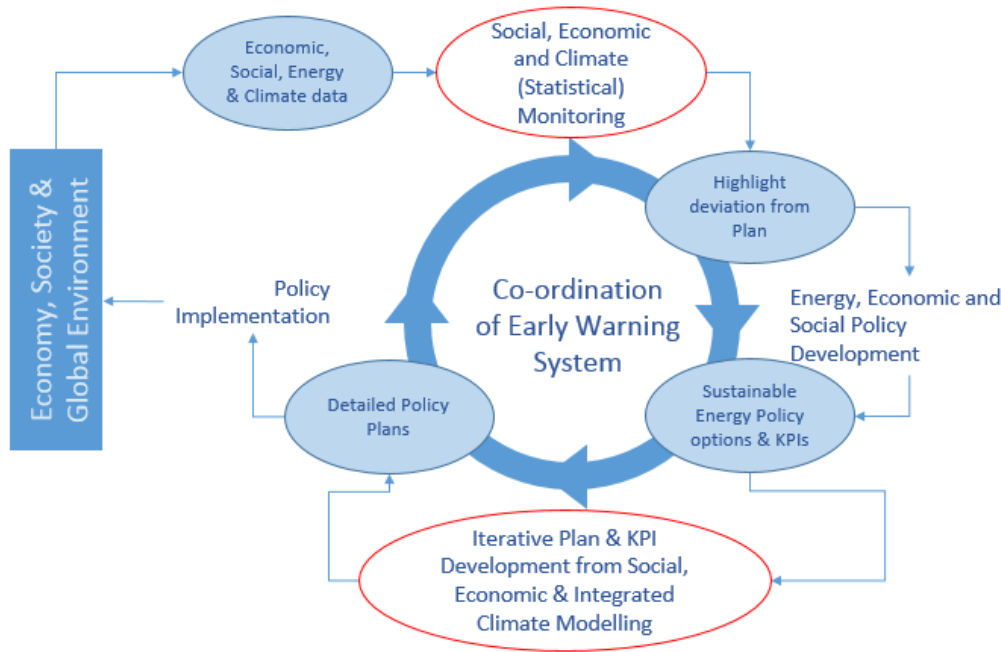 Economic,
Social, Energy
& Climate data
Social, Economic
and Climate
(Statistical)
Monitoring
Highlight
deviation from
Plan
Economy, Society &
Global Environment
Co-ordination
of Early Warning
System
Policy
Implementation
Energy, Economic and
Social Policy
Development
Detailed Policy
Plans
Sustainable
Energy Policy
options & KPIs
Iterative Plan & KPI
Development from Social,
Economic & Integrated
Climate Modelling